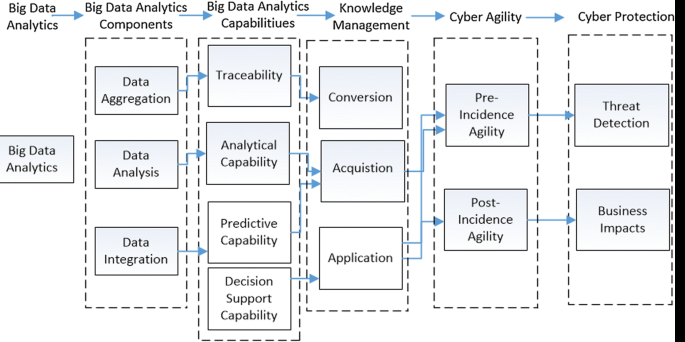 Big Data
Analytics
Big Data Analytics
Components
Big Data Analytics
Capabilitiues
Knowledge
Management
Cyber Agility
Cyber Protection
Big Data
Analytics
Data
Aggregation
Data
Analysis
Data
Integration
Traceability
Analytical
Capability
Predictive
Capability
Decision
Support
Capability
Conversion
Acquistion
Application
Pre-
Incidence
Agility
Post-
Incidence
Agility
Threat
Detection
Business
Impacts